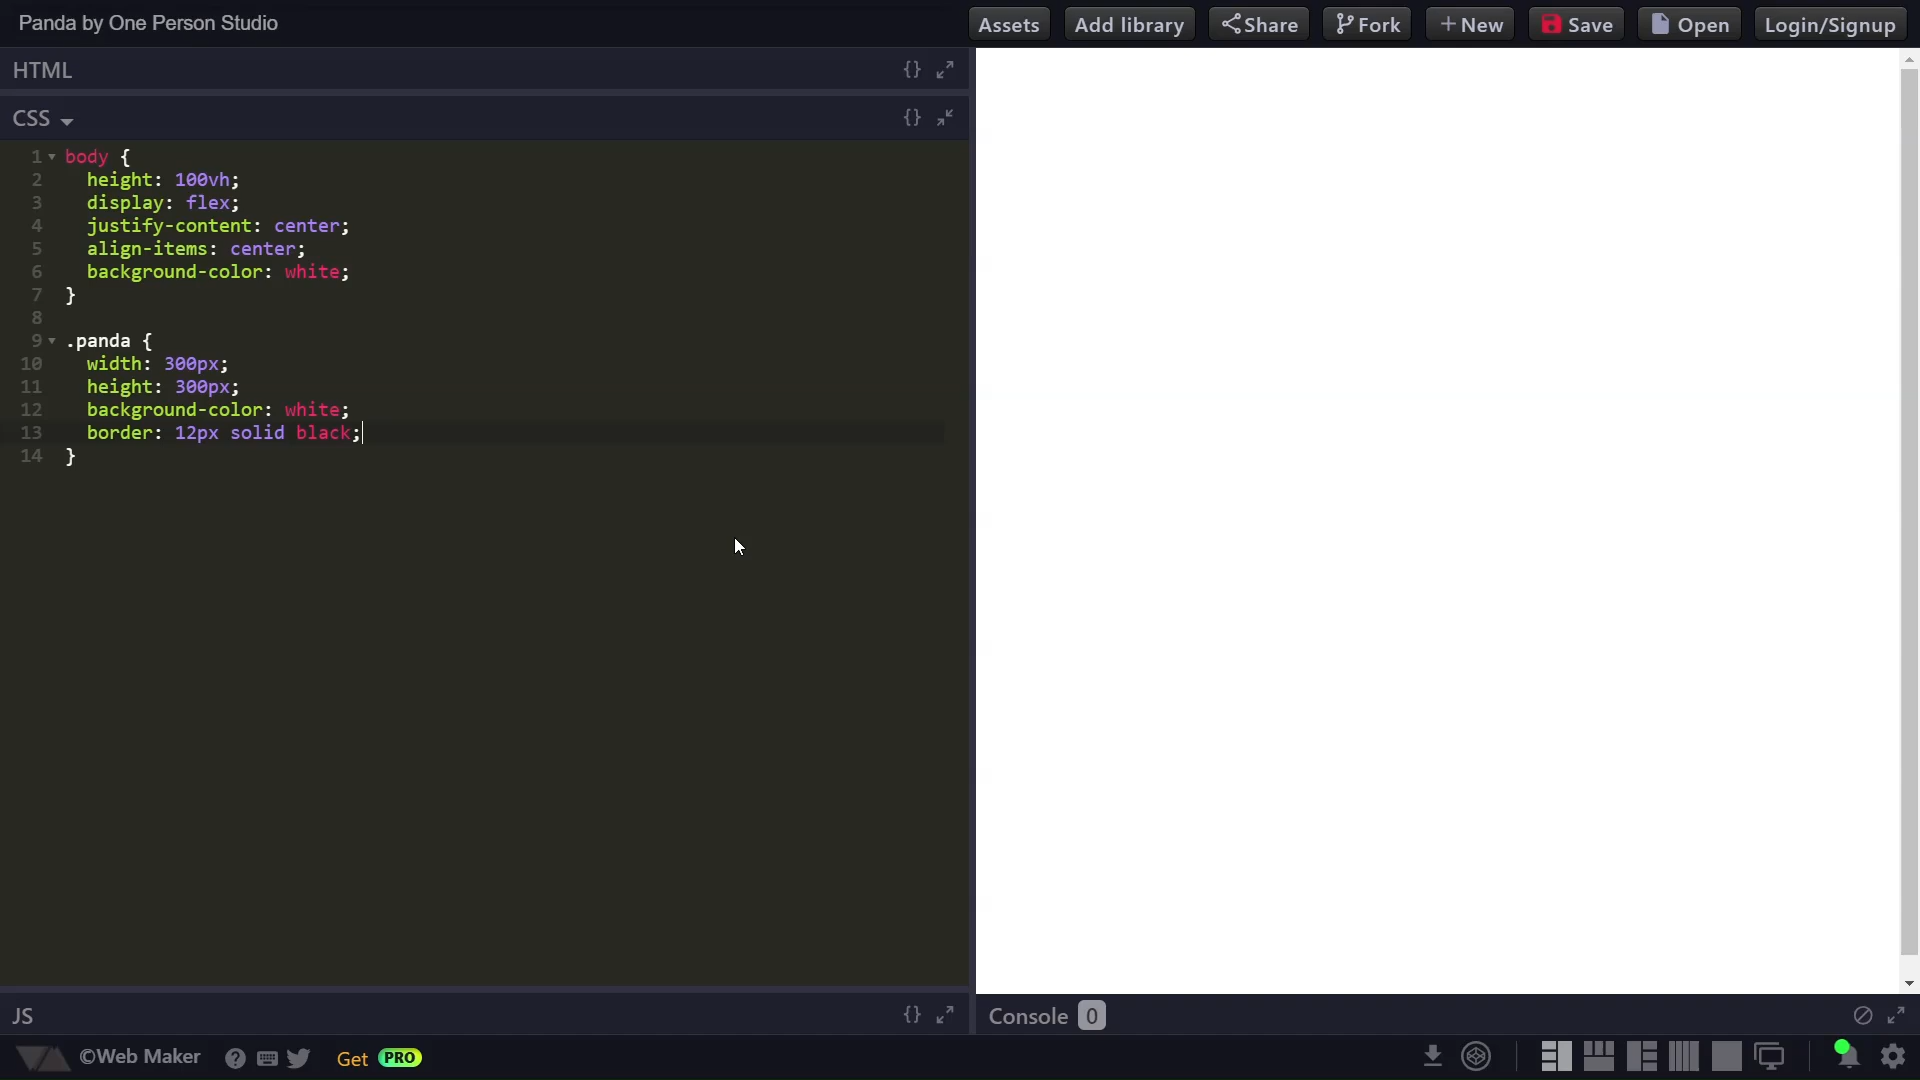 Panda by One Person Studio
Assets
Add library
Share
Fork
New
Save
Open
Login/Signup
HTML
{}
CSS
{}
1 body {
2 height: 100vh;
3 display: flex;
4 justify-content: center;
5 align-items: center;
6 background-color: white;
7 }
8
9 .panda {
10 width: 300px;
11 height: 300px;
12 background-color: white;
13 border: 12px solid black;
14 }
JS
{}
Console 0
©Web Maker
?
Get PRO